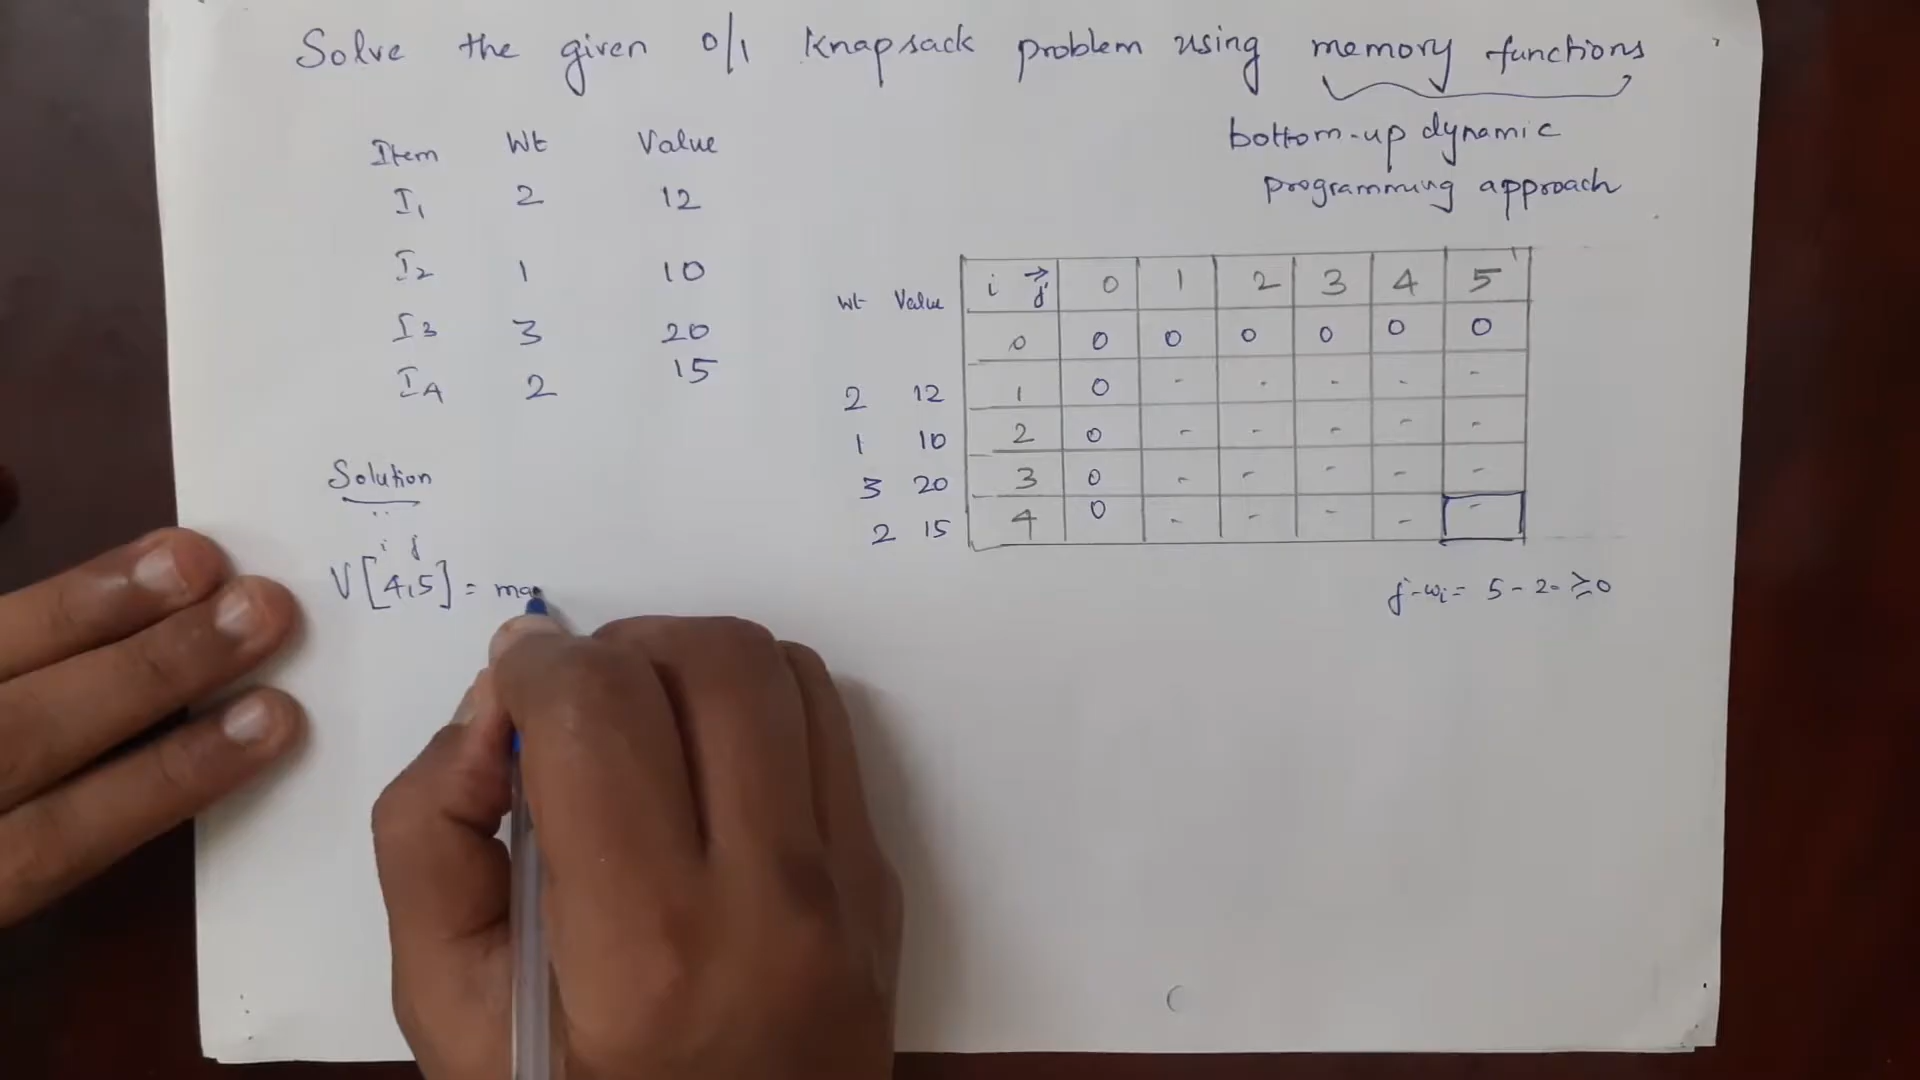 Solve the given 0/1 Knapsack problem using memory functions
bottom-up dynamic
programming approach
Item Wt Value
I1 2 12
I2 1 10
I3 3 20
I4 2 15
Wt Value i → j 0 1 2 3 4 5
0 0 0 0 0 0 0
2 12 1 0 - - - - -
1 10 2 0 - - - - -
3 20 3 0 - - - - -
2 15 4 0 - - - - -
Solution
i j
V[4,5] = ma
j-wi = 5-2 ≥0